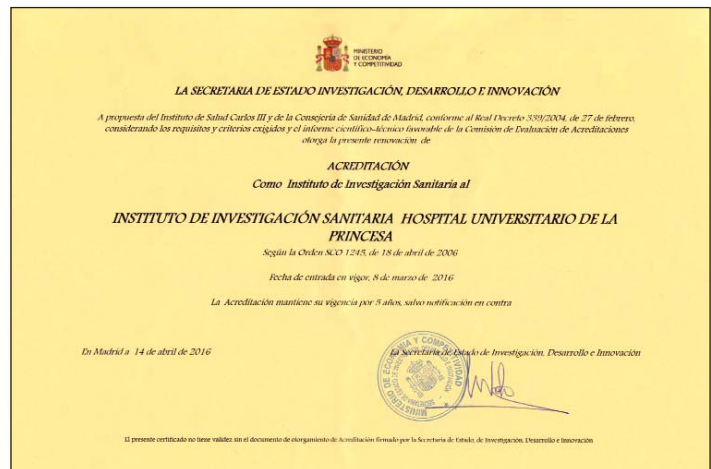 MINISTERIO
DE ECONOMÍA
Y COMPETITIVIDAD
LA SECRETARIA DE ESTADO INVESTIGACIÓN, DESARROLLO E INNOVACIÓN
A propuesta del Instituto de Salud Carlos III y de la Consejería de Sanidad de Madrid, conforme al Real Decreto 339/2004, de 27 de febrero,
considerando los requisitos y criterios exigidos y el informe científico-técnico favorable de la Comisión de Evaluación de Acreditaciones
otorga la presente renovación de
ACREDITACIÓN
Como Instituto de Investigación Sanitaria al
INSTITUTO DE INVESTIGACIÓN SANITARIA HOSPITAL UNIVERSITARIO DE LA
PRINCESA
Según la Orden SCO 1245, de 18 de abril de 2006
Fecha de entrada en vigor, 8 de marzo de 2016
La Acreditación mantiene su vigencia por 5 años, salvo notificación en contra
En Madrid a 14 de abril de 2016
La Secretaria de Estado de Investigación, Desarrollo e Innovación
MINISTERIO DE ECONOMIA Y COMPETITIVIDAD
El presente certificado no tiene validez sin el documento de otorgamiento de Acreditación firmado por la Secretaria de Estado, de Investigación, Desarrollo e Innovación